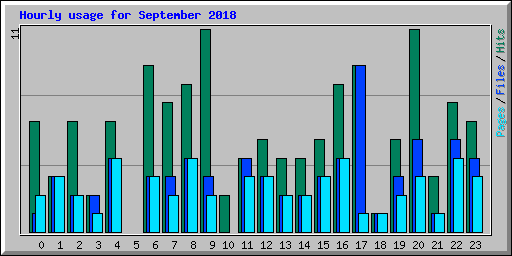 Hourly usage for September 2018
11
Pages/Files/Hits
0 1 2 3 4 5 6 7 8 9 10 11 12 13 14 15 16 17 18 19 20 21 22 23